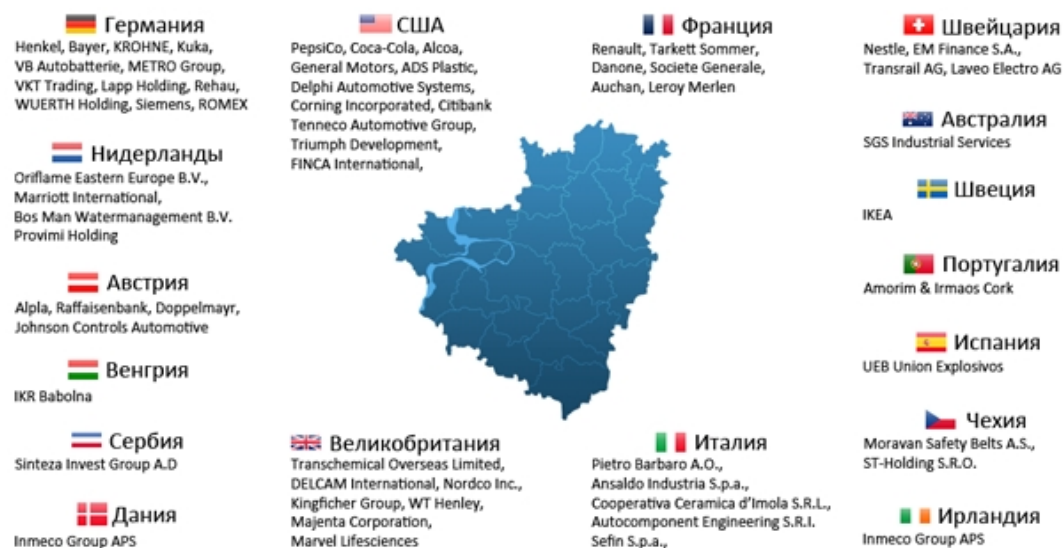 Германия
Henkel, Bayer, KROHNE, Kuka,
VB Autobatterie, METRO Group,
VKT Trading, Lapp Holding, Rehau,
WUERTH Holding, Siemens, ROMEX
Нидерланды
Oriflame Eastern Europe B.V.,
Marriott International,
Bos Man Watermanagement B.V.
Provimi Holding
Австрия
Alpla, Raffaisenbank, Doppelmayr,
Johnson Controls Automotive
Венгрия
IKR Babolna
Сербия
Sinteza Invest Group A.D
Дания
Inmeco Group APS
США
PepsiCo, Coca-Cola, Alcoa,
General Motors, ADS Plastic,
Delphi Automotive Systems,
Corning Incorporated, Citibank
Tenneco Automotive Group,
Triumph Development,
FINCA International,
Великобритания
Transchemical Overseas Limited,
DELCAM International, Nordco Inc.,
Kingficher Group, WT Henley,
Majenta Corporation,
Marvel Lifesciences
Франция
Renault, Tarkett Sommer,
Danone, Societe Generale,
Auchan, Leroy Merlen
Италия
Pietro Barbaro A.O.,
Ansaldo Industria S.p.a.,
Cooperativa Ceramica d'Imola S.R.L.,
Autocomponent Engineering S.R.I.
Sefin S.p.a.,
Швейцария
Nestle, EM Finance S.A.,
Transrail AG, Laveo Electro AG
Австралия
SGS Industrial Services
Швеция
IKEA
Португалия
Amorim & Irmaos Cork
Испания
UEB Union Explosivos
Чехия
Moravan Safety Belts A.S.,
ST-Holding S.R.O.
Ирландия
Inmeco Group APS